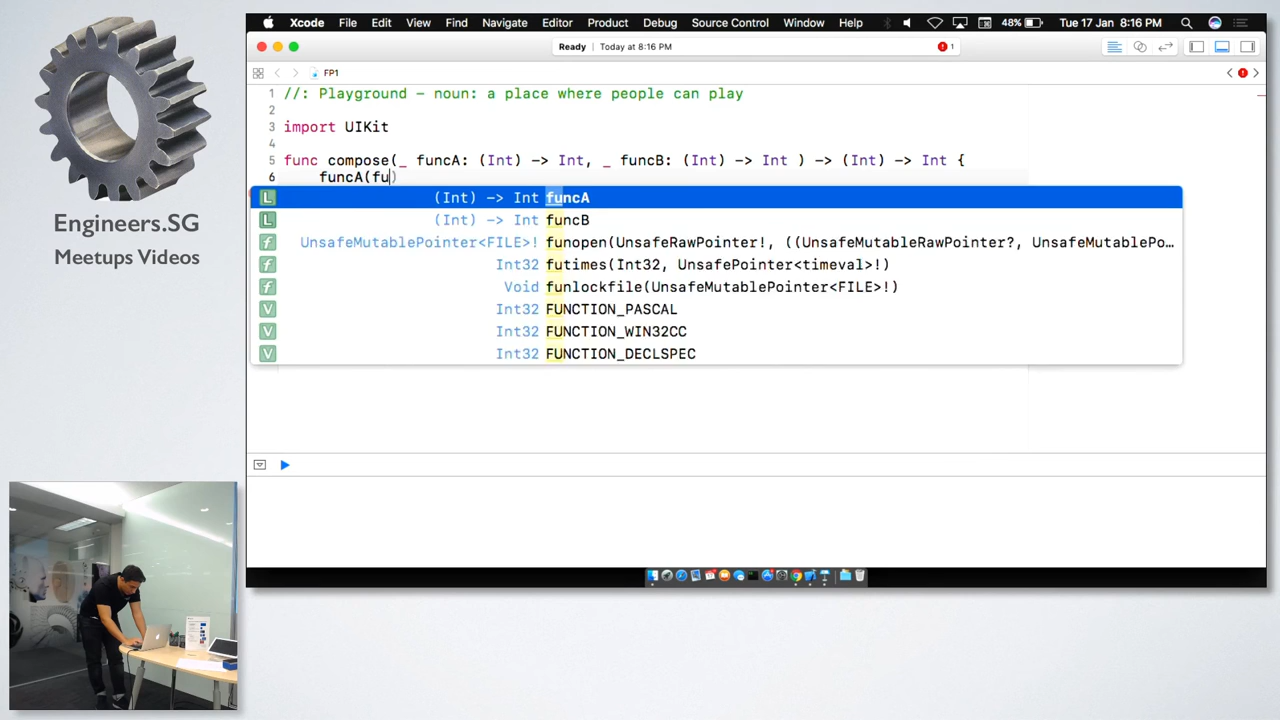 Xcode File Edit View Find Navigate Editor Product Debug Source Control Window Help 48% Tue 17 Jan 8:16 PM
Ready | Today at 8:16 PM 1
FP1
1 //: Playground – noun: a place where people can play
2
3 import UIKit
4
5 func compose(_ funcA: (Int) -> Int, _ funcB: (Int) -> Int ) -> (Int) -> Int {
6 funcA(fu)
L (Int) -> Int funcA
L (Int) -> Int funcB
f UnsafeMutablePointer<FILE>! funopen(UnsafeRawPointer!, ((UnsafeMutableRawPointer?, UnsafeMutablePo…
f Int32 futimes(Int32, UnsafePointer<timeval>!)
f Void funlockfile(UnsafeMutablePointer<FILE>!)
V Int32 FUNCTION_PASCAL
V Int32 FUNCTION_WIN32CC
V Int32 FUNCTION_DECLSPEC
Engineers.SG
Meetups Videos